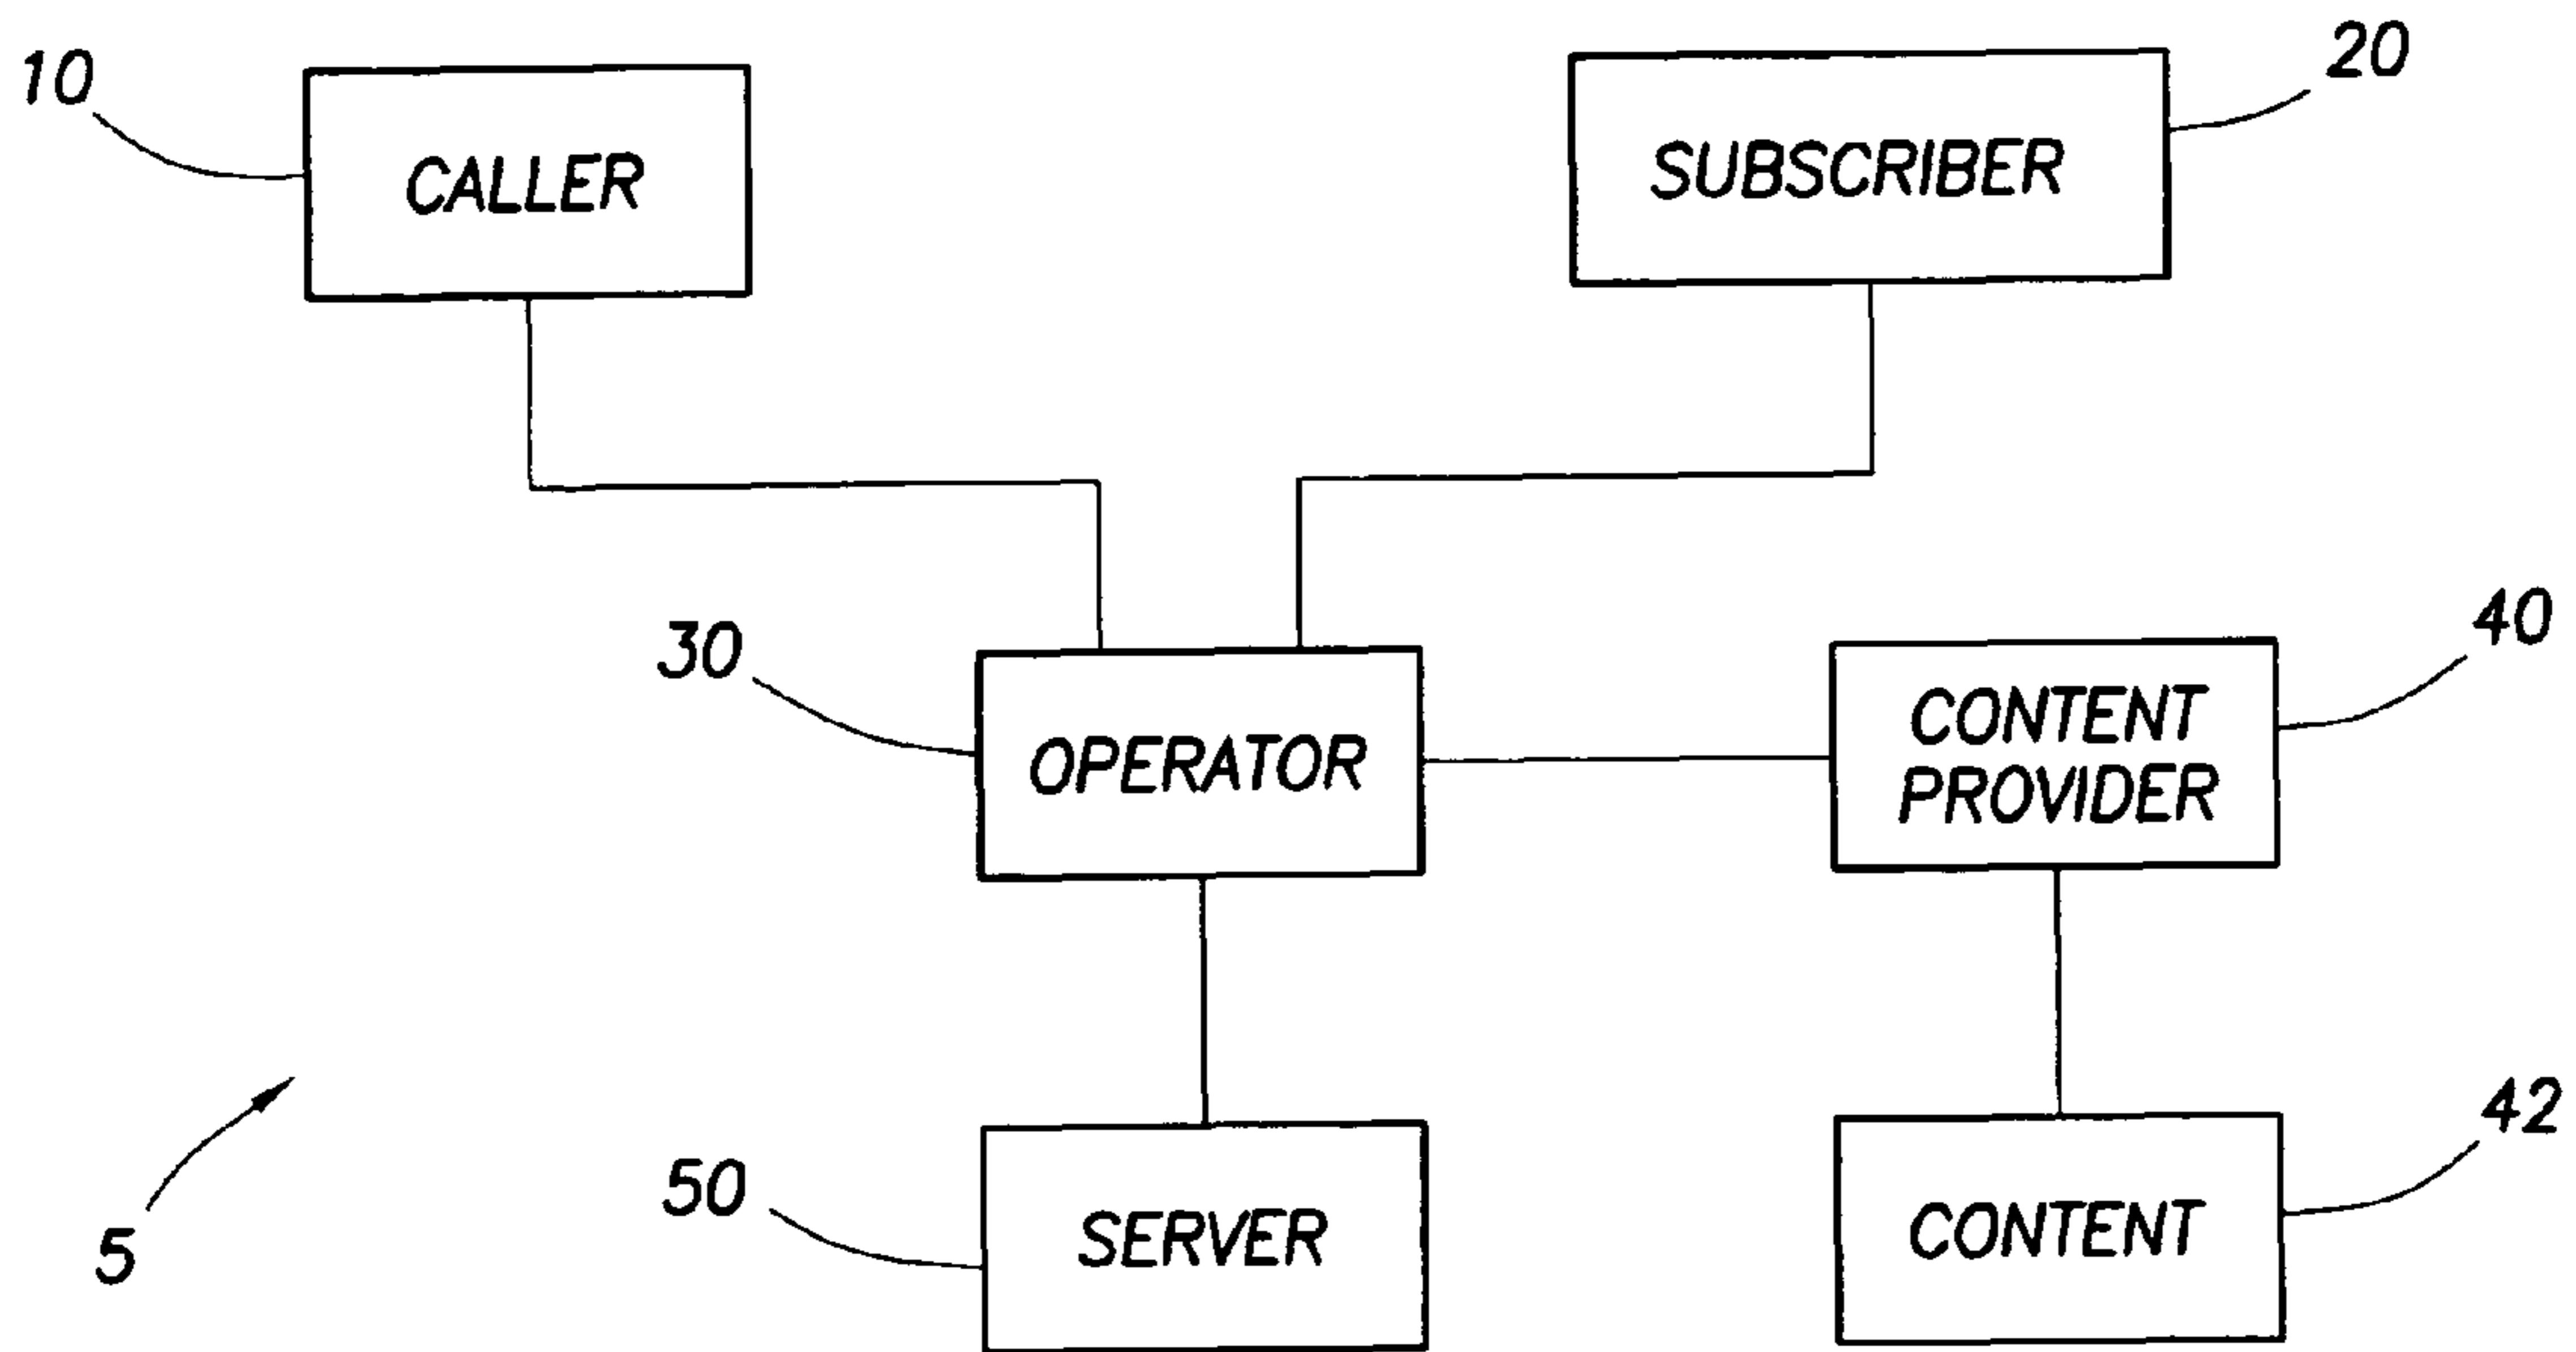 10
CALLER
20
SUBSCRIBER
30
OPERATOR
40
CONTENT
PROVIDER
5
50
SERVER
42
CONTENT